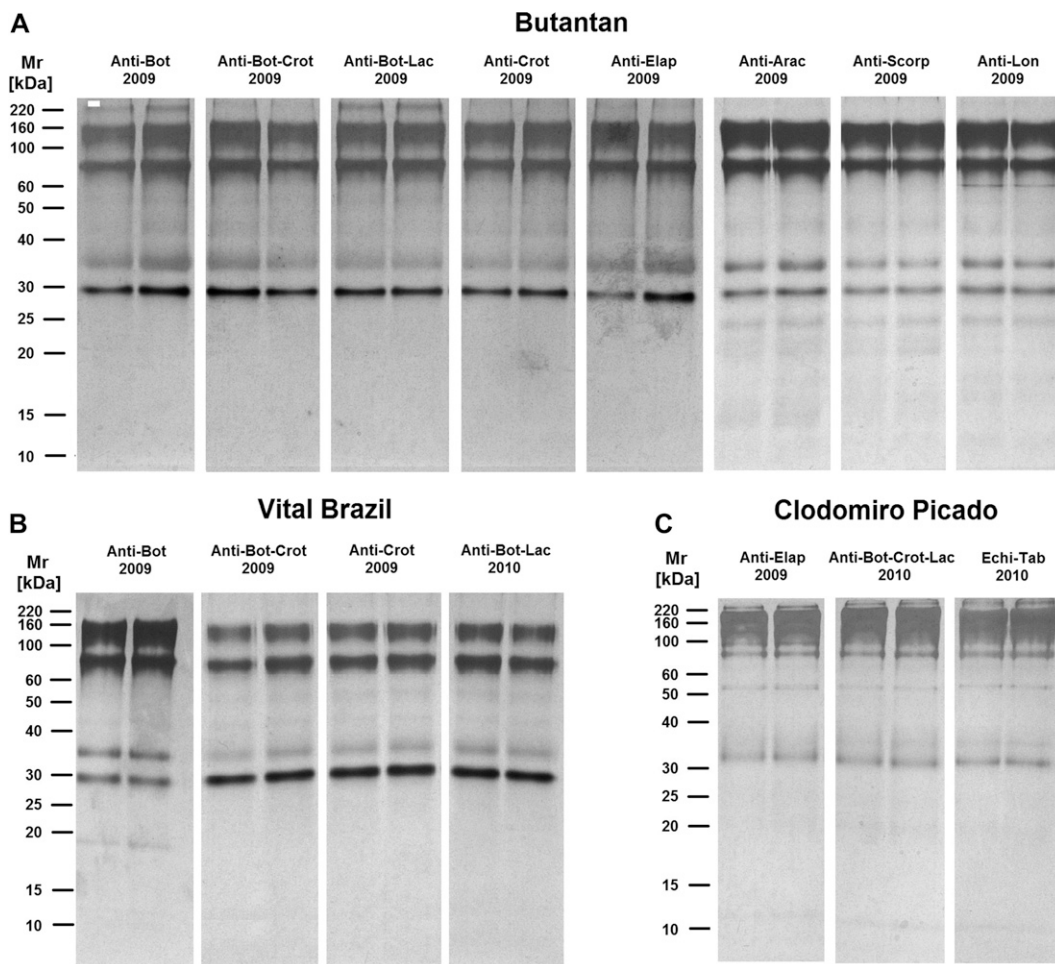 A
Butantan
Mr
[kDa]
Anti-Bot
2009
Anti-Bot-Crot
2009
Anti-Bot-Lac
2009
Anti-Crot
2009
Anti-Elap
2009
Anti-Arac
2009
Anti-Scorp
2009
Anti-Lon
2009
220
160
100
60
50
40
30
25
20
15
10
B
Vital Brazil
Mr
[kDa]
Anti-Bot
2009
Anti-Bot-Crot
2009
Anti-Crot
2009
Anti-Bot-Lac
2010
220
160
100
60
50
40
30
25
20
15
10
C
Clodomiro Picado
Mr
[kDa]
Anti-Elap
2009
Anti-Bot-Crot-Lac
2010
Echi-Tab
2010
220
160
100
60
50
40
30
25
20
15
10